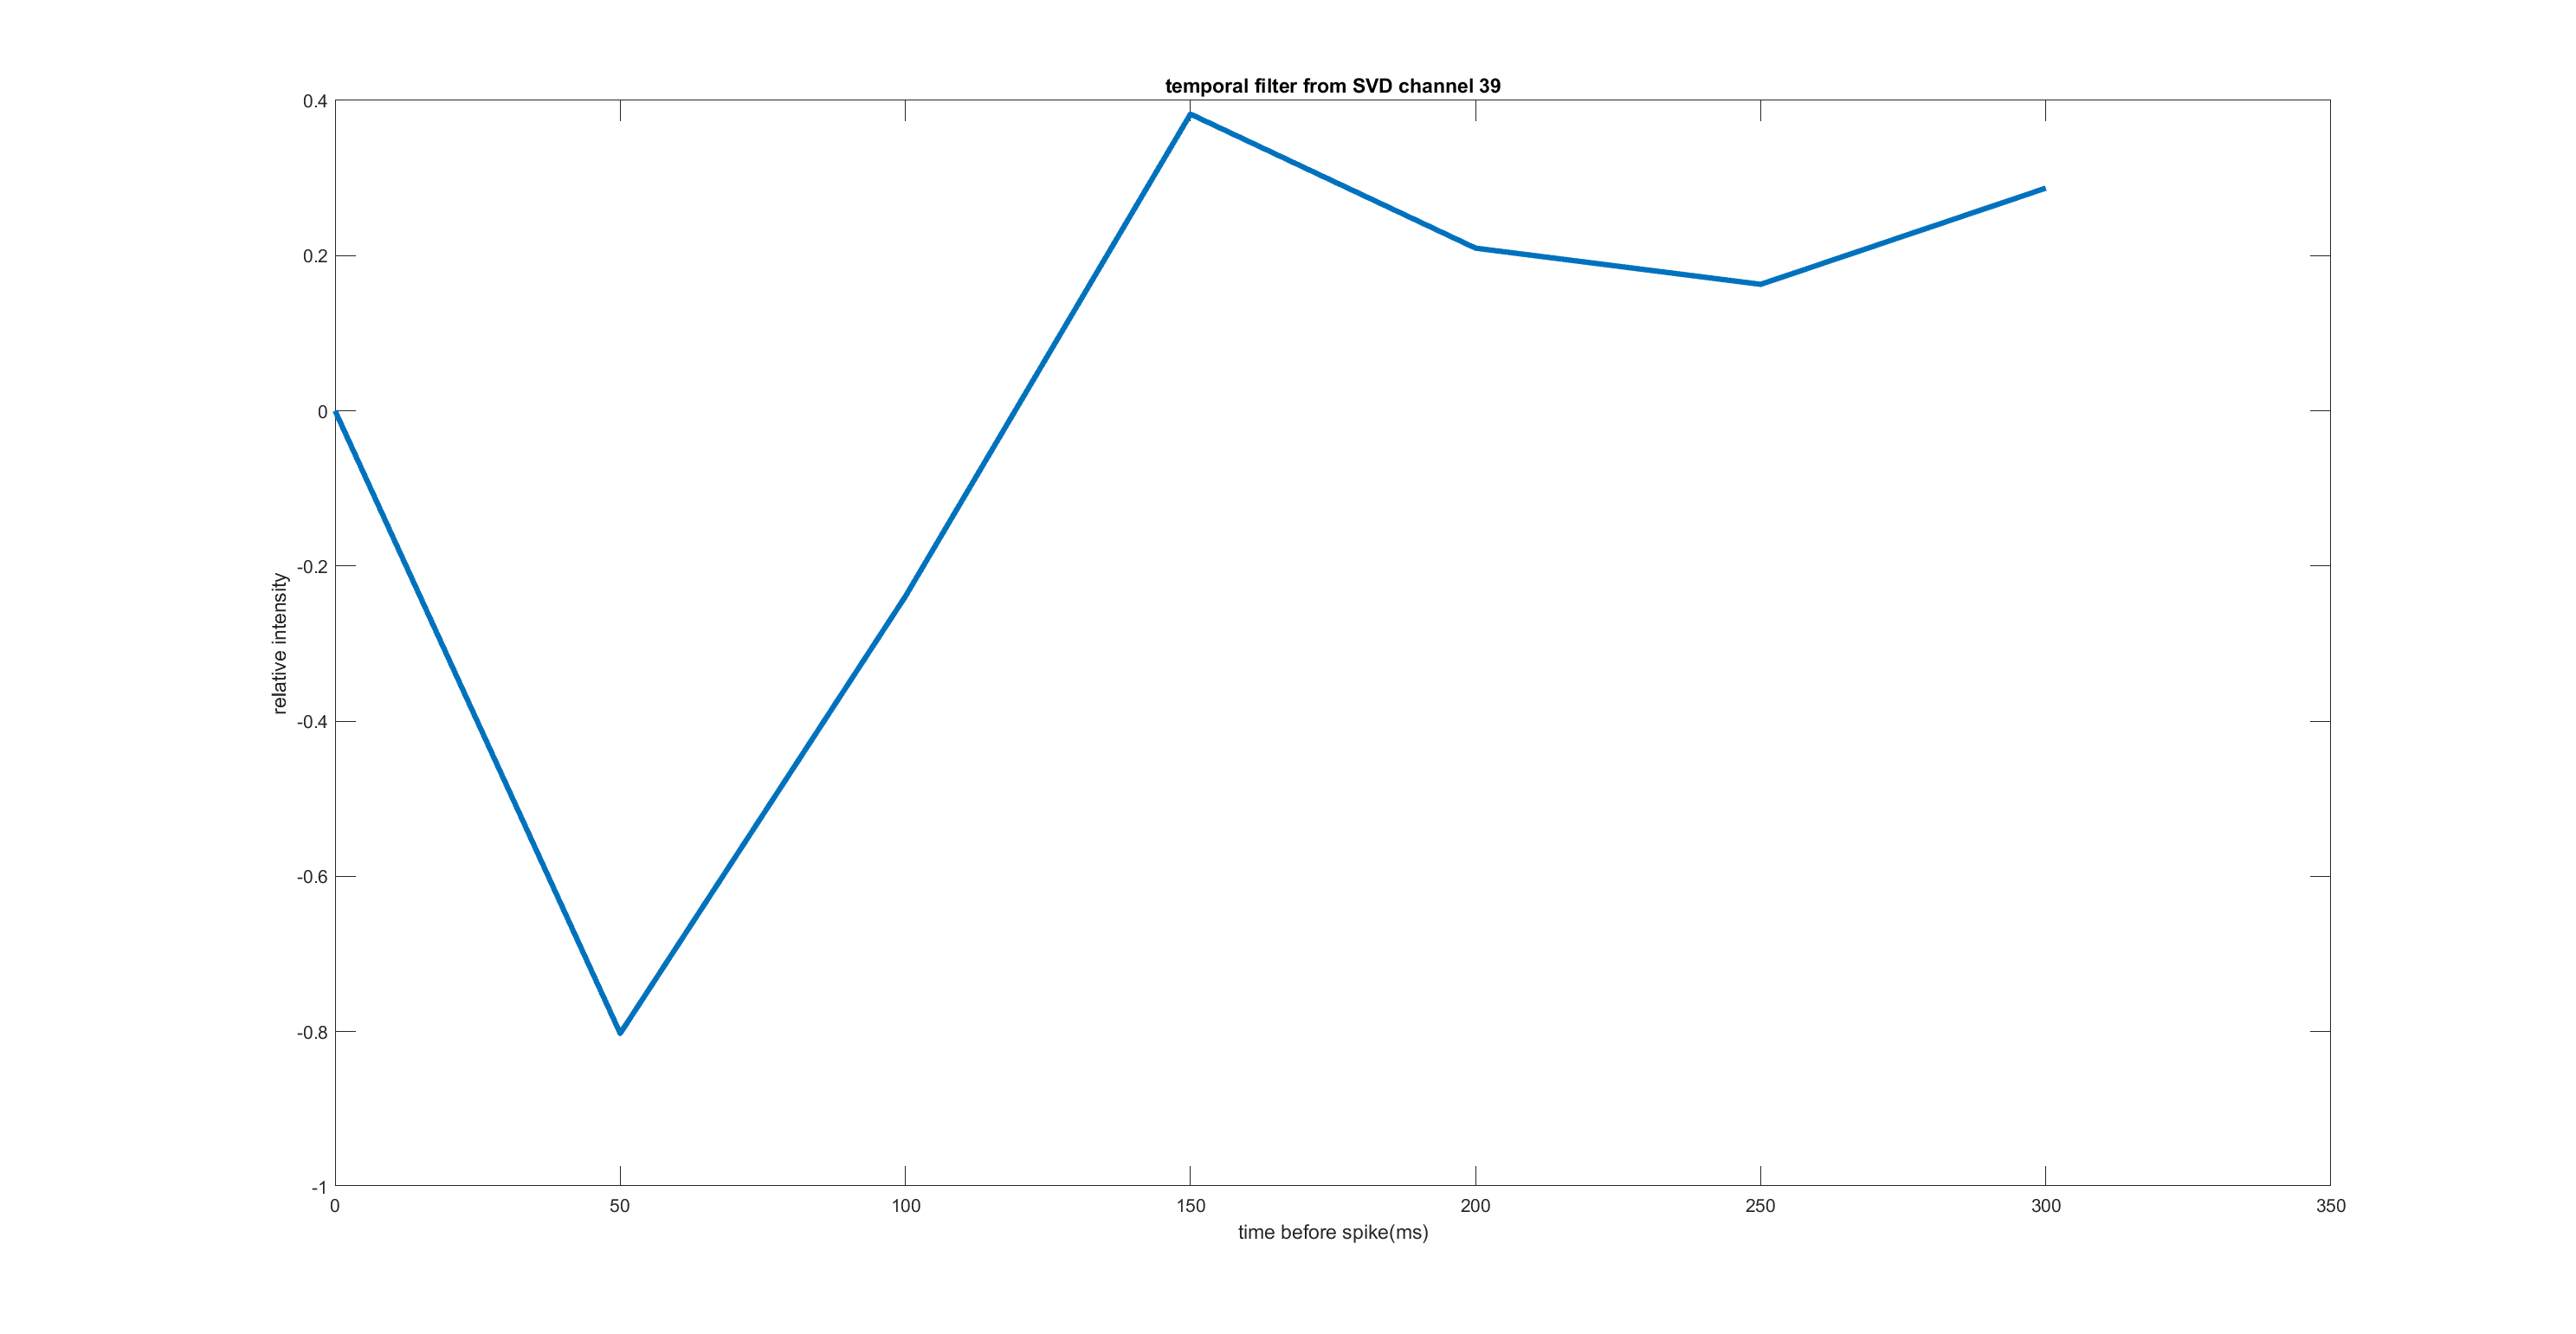 temporal filter from SVD channel 39
0.4
0.2
0
-0.2
-0.4
-0.6
-0.8
-1
relative intensity
0 50 100 150 200 250 300 350
time before spike(ms)